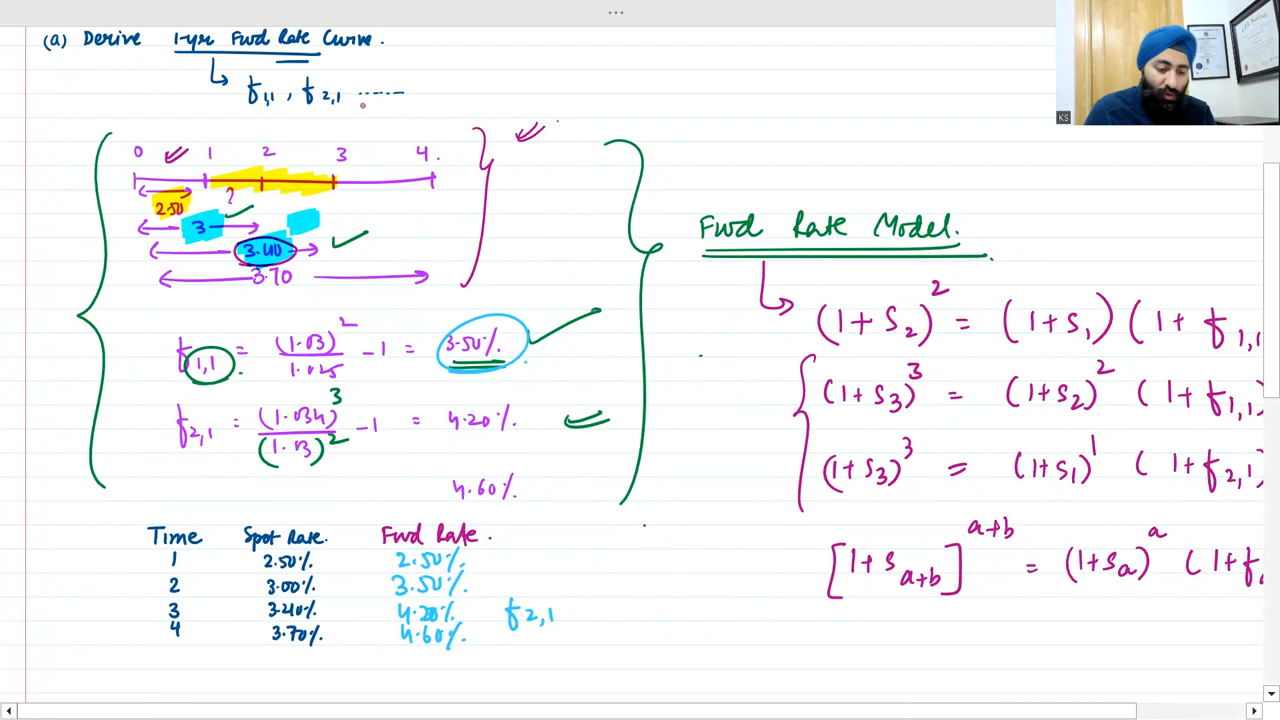 (a) Derive 1-yr Fwd Rate Curve.
f1,1 , f2,1 ........
0 1 2 3 4.
2.50 2
3
3.40
3.70
f1,1 = (1.03)^2 / 1.025 - 1 = 3.50%
f2,1 = (1.034)^3 / (1.03)^2 - 1 = 4.20%.
4.60%.
Time Spot Rate. Fwd Rate.
1 2.50% 2.50%.
2 3.00% 3.50%.
3 3.40% 4.20% f2,1
4 3.70% 4.60%.
Fwd Rate Model.
(1+S2)^2 = (1+S1) (1+ f1,1
(1+S3)^3 = (1+S2)^2 (1+f1,1)
(1+S3)^3 = (1+S1)^1 (1+f2,1)
[1+S a+b]^a+b = (1+Sa)^a (1+f
KS